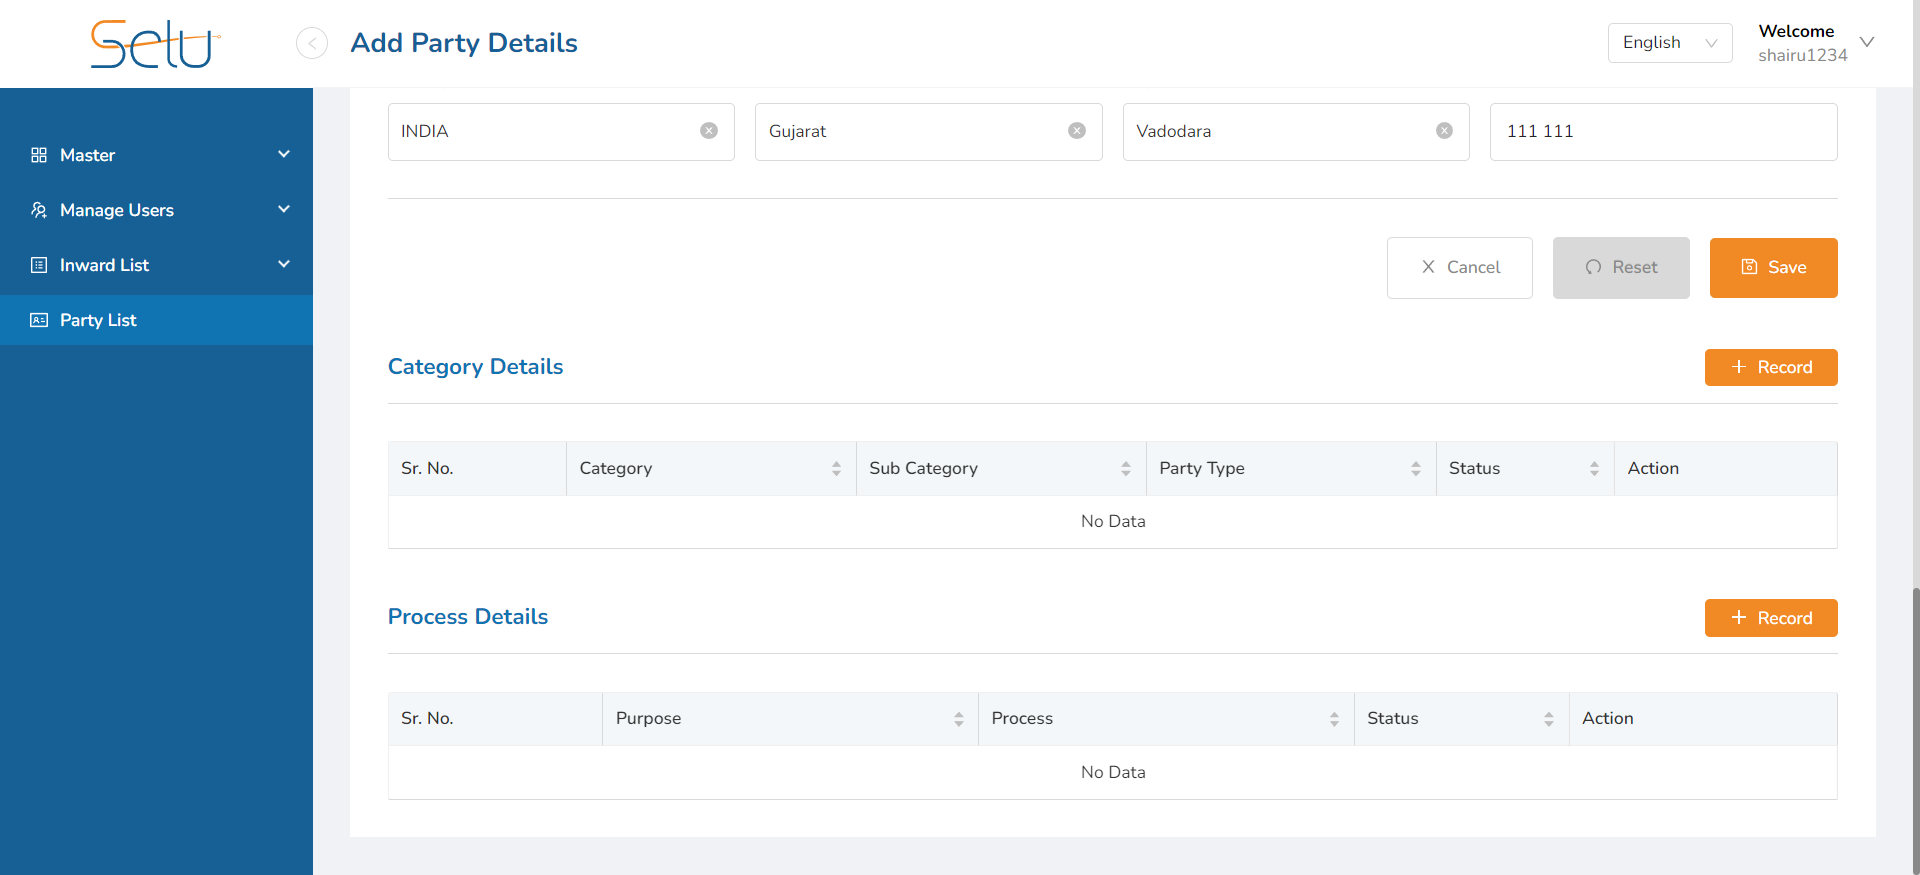 Selu
Add Party Details
English
Welcome
shairu1234
Master
Manage Users
Inward List
Party List
INDIA
Gujarat
Vadodara
111 111
Cancel
Reset
Save
Category Details
Record
Sr. No. Category Sub Category Party Type Status Action
No Data
Process Details
Record
Sr. No. Purpose Process Status Action
No Data